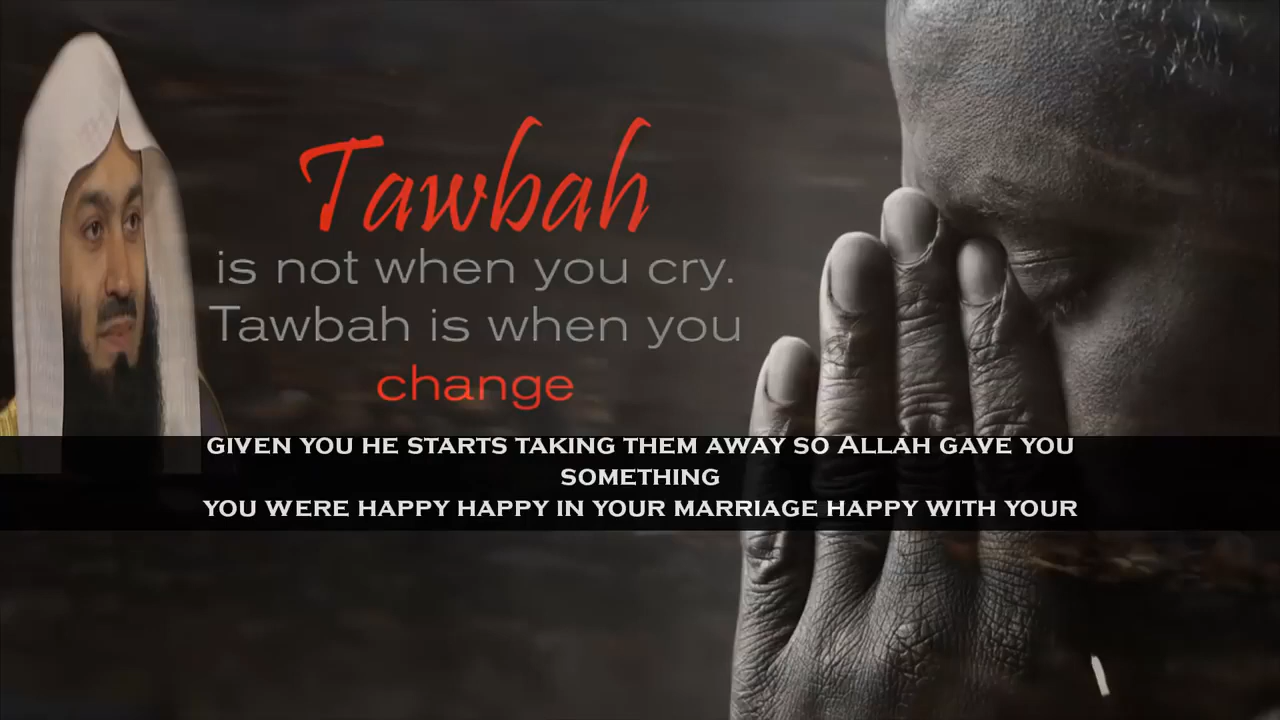 Tawbah
is not when you cry.
Tawbah is when you
change
GIVEN YOU HE STARTS TAKING THEM AWAY SO ALLAH GAVE YOU
SOMETHING
YOU WERE HAPPY HAPPY IN YOUR MARRIAGE HAPPY WITH YOUR